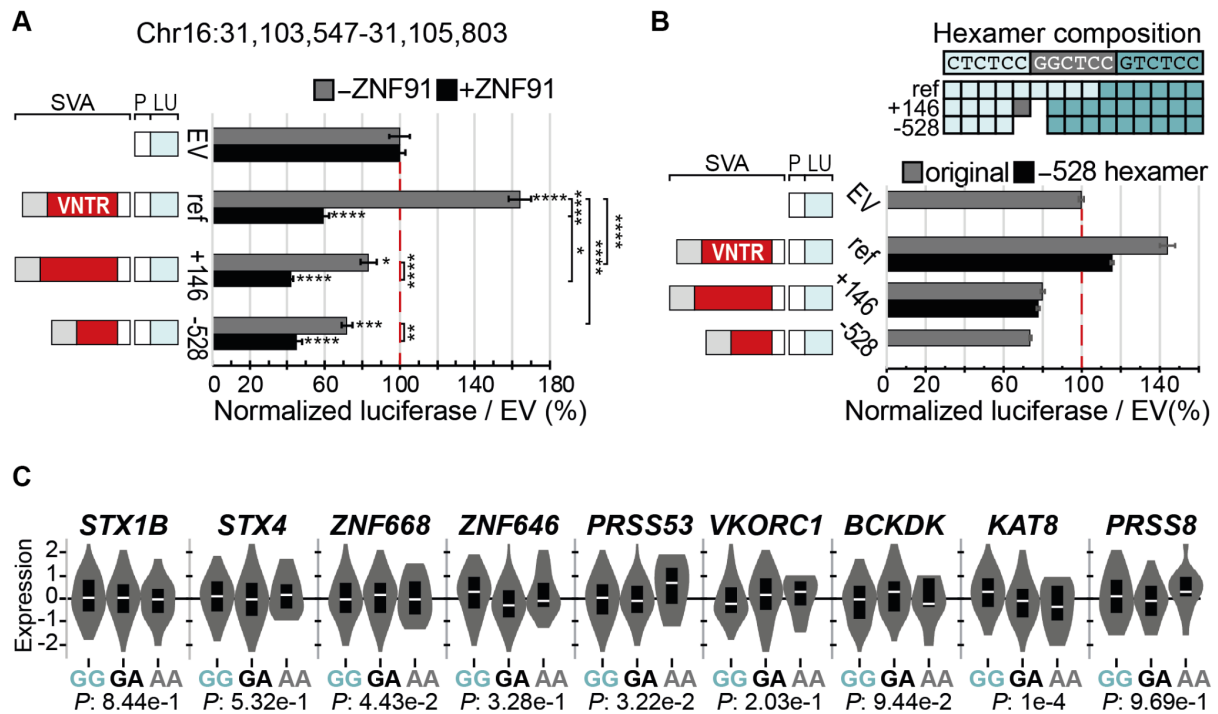 A
Chr16:31,103,547-31,105,803
SVA P LU
−ZNF91 +ZNF91
EV
VNTR
ref ****
****
+146 *
****
-528 ***
****
****
**
****
*
****
****
0 20 60 100 140 180
Normalized luciferase / EV (%)
B
Hexamer composition
CTCTCC GGCTCC GTCTCC
ref
+146
-528
SVA P LU
original −528 hexamer
EV
VNTR
ref
+146
-528
0 20 60 100 140
Normalized luciferase / EV(%)
C
STX1B STX4 ZNF668 ZNF646 PRSS53 VKORC1 BCKDK KAT8 PRSS8
Expression
2
1
0
-1
-2
GG GA AA GG GA AA GG GA AA GG GA AA GG GA AA GG GA AA GG GA AA GG GA AA GG GA AA
P: 8.44e-1 P: 5.32e-1 P: 4.43e-2 P: 3.28e-1 P: 3.22e-2 P: 2.03e-1 P: 9.44e-2 P: 1e-4 P: 9.69e-1